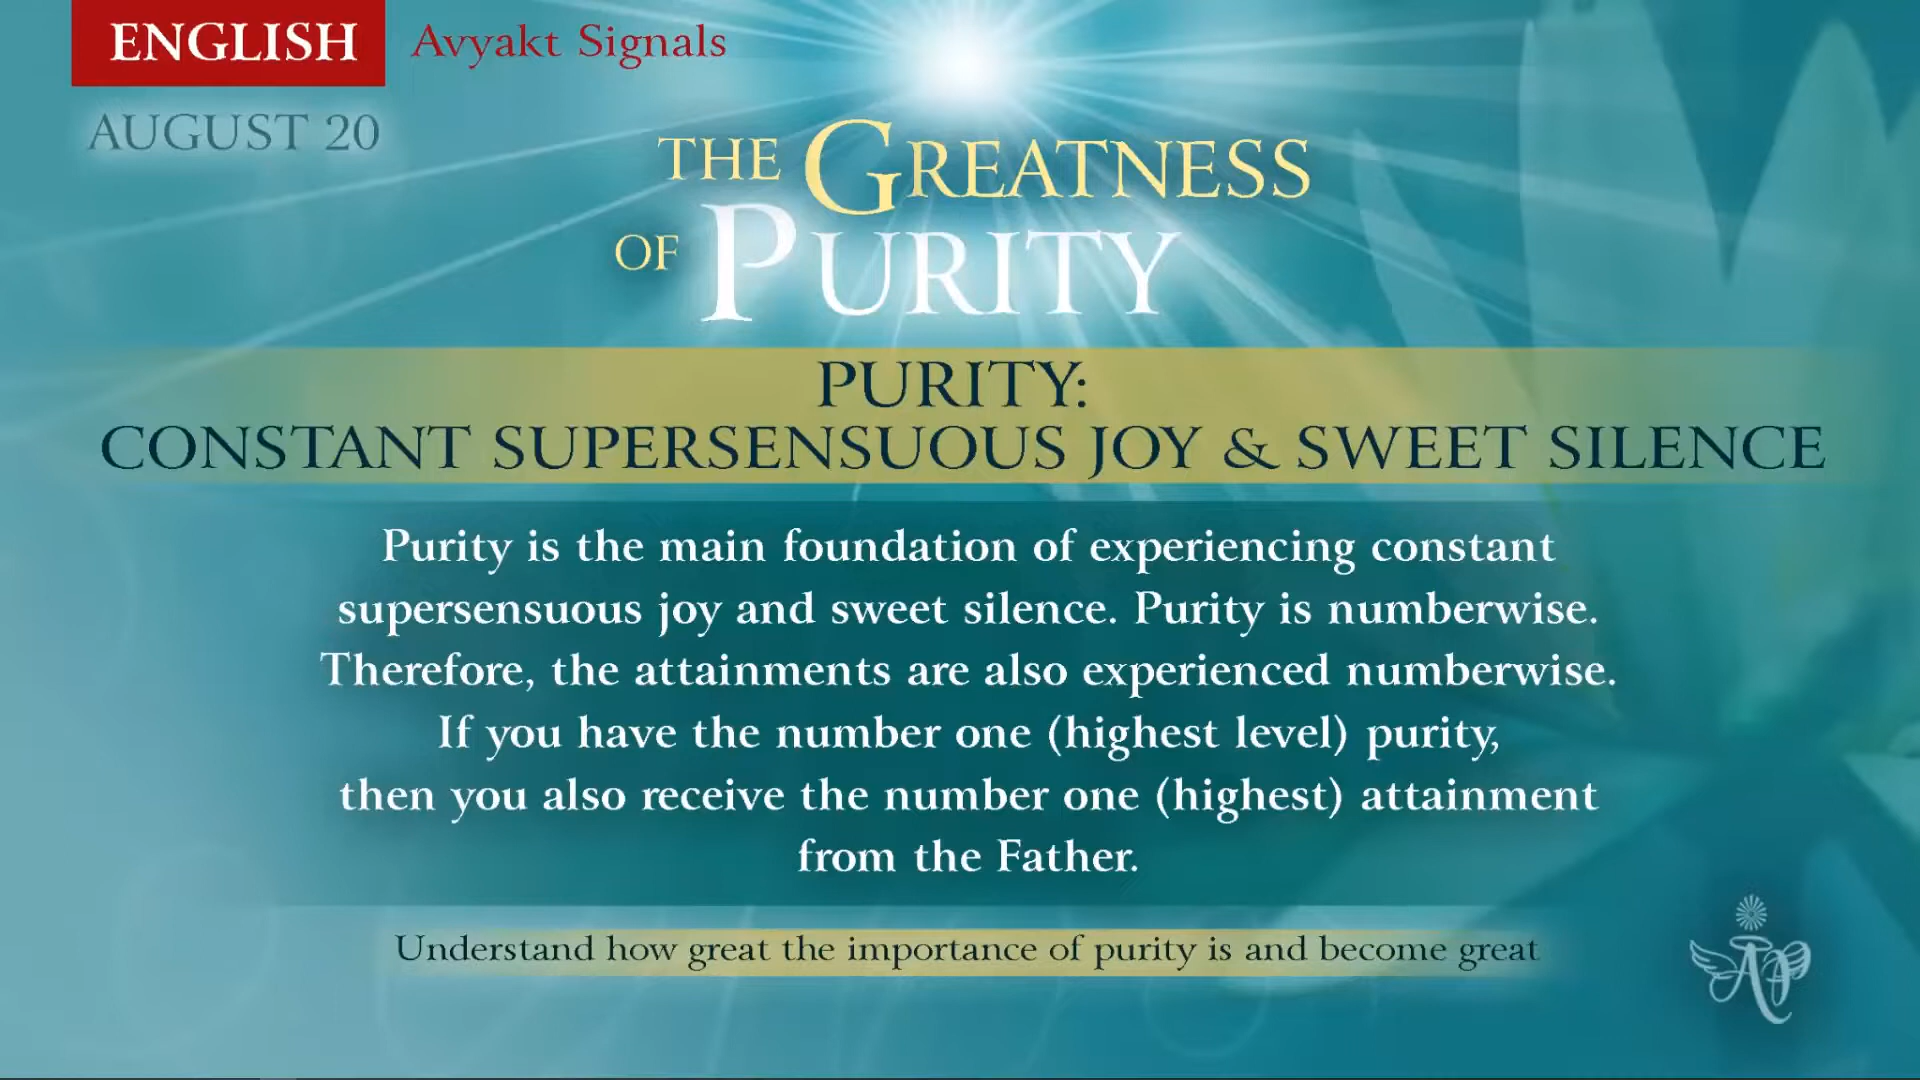 ENGLISH Avyakt Signals
AUGUST 20
THE GREATNESS
OF PURITY
PURITY:
CONSTANT SUPERSENSUOUS JOY & SWEET SILENCE
Purity is the main foundation of experiencing constant
supersensuous joy and sweet silence. Purity is numberwise.
Therefore, the attainments are also experienced numberwise.
If you have the number one (highest level) purity,
then you also receive the number one (highest) attainment
from the Father.
Understand how great the importance of purity is and become great